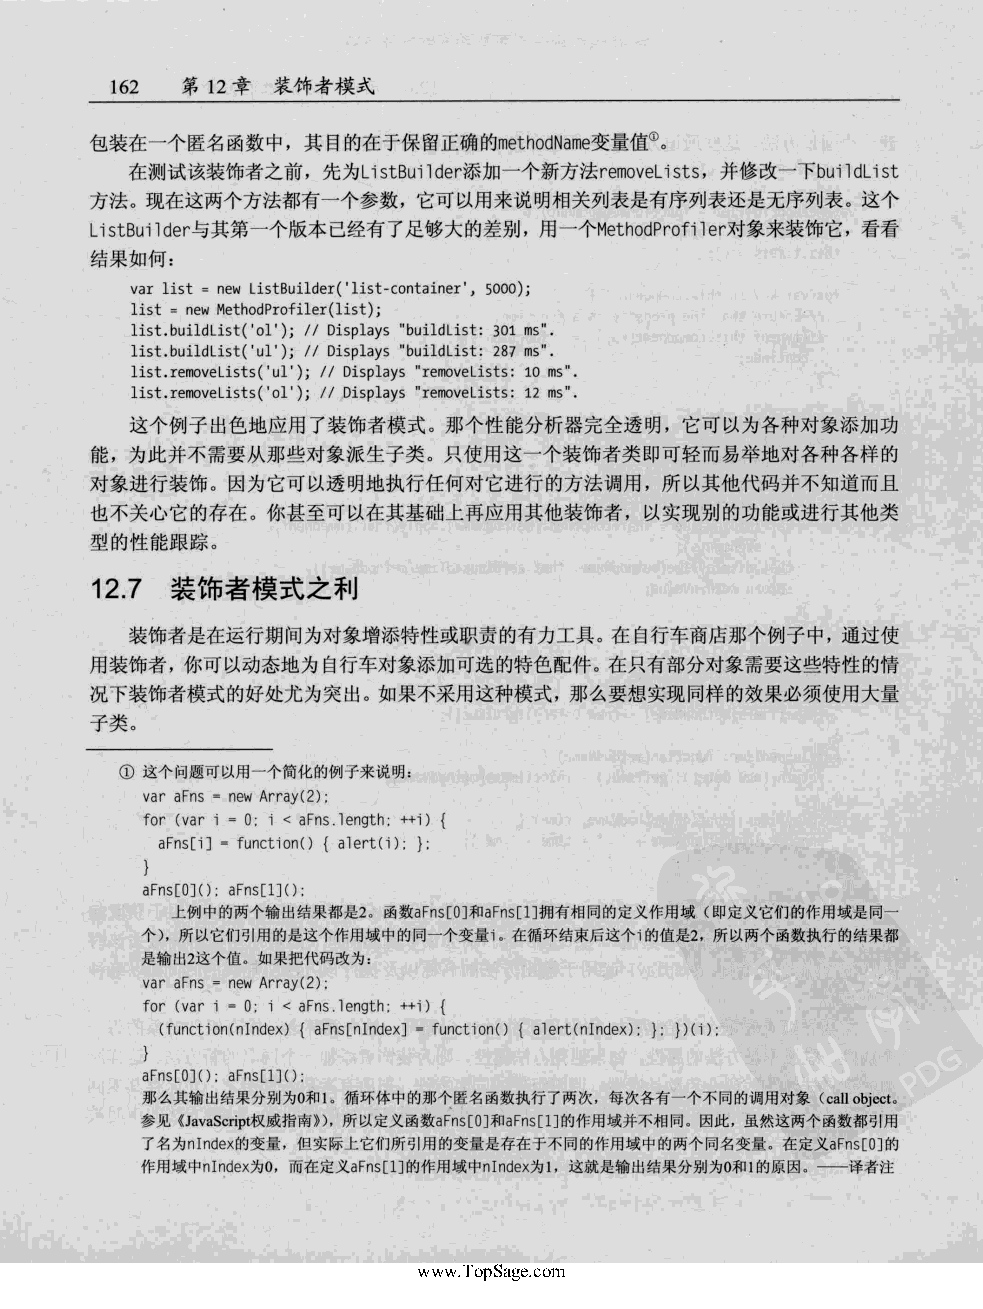 162 第 12 章 装饰者模式
包装在一个匿名函数中，其目的在于保留正确的methodName变量值①。
在测试该装饰者之前，先为ListBuilder添加一个新方法removeLists，并修改一下buildList
方法。现在这两个方法都有一个参数，它可以用来说明相关列表是有序列表还是无序列表。这个
ListBuilder与其第一个版本已经有了足够大的差别，用一个MethodProfiler对象来装饰它，看看
结果如何：
var list = new ListBuilder('list-container', 5000);
list = new MethodProfiler(list);
list.buildList('ol'); // Displays "buildList: 301 ms".
list.buildList('ul'); // Displays "buildList: 287 ms".
list.removeLists('ul'); // Displays "removeLists: 10 ms".
list.removeLists('ol'); // Displays "removeLists: 12 ms".
这个例子出色地应用了装饰者模式。那个性能分析器完全透明，它可以为各种对象添加功
能，为此并不需要从那些对象派生子类。只使用这一个装饰者类即可轻而易举地对各种各样的
对象进行装饰。因为它可以透明地执行任何对它进行的方法调用，所以其他代码并不知道而且
也不关心它的存在。你甚至可以在其基础上再应用其他装饰者，以实现别的功能或进行其他类
型的性能跟踪。
12.7 装饰者模式之利
装饰者是在运行期间为对象增添特性或职责的有力工具。在自行车商店那个例子中，通过使
用装饰者，你可以动态地为自行车对象添加可选的特色配件。在只有部分对象需要这些特性的情
况下装饰者模式的好处尤为突出。如果不采用这种模式，那么要想实现同样的效果必须使用大量
子类。
① 这个问题可以用一个简化的例子来说明：
var aFns = new Array(2);
for (var i = 0; i < aFns.length; ++i) {
aFns[i] = function() { alert(i); };
}
aFns[0](); aFns[1]();
上例中的两个输出结果都是2。函数aFns[0]和aFns[1]拥有相同的定义作用域（即定义它们的作用域是同一
个），所以它们引用的是这个作用域中的同一个变量i。在循环结束后这个i的值是2，所以两个函数执行的结果都
是输出2这个值。如果把代码改为：
var aFns = new Array(2);
for (var i = 0; i < aFns.length; ++i) {
(function(nIndex) { aFns[nIndex] = function() { alert(nIndex); }; })(i);
}
aFns[0](); aFns[1]();
那么其输出结果分别为0和1。循环体中的那个匿名函数执行了两次，每次各有一个不同的调用对象（call object。
参见《JavaScript权威指南》），所以定义函数aFns[0]和aFns[1]的作用域并不相同。因此，虽然这两个函数都引用
了名为nIndex的变量，但实际上它们所引用的变量是存在于不同的作用域中的两个同名变量。在定义aFns[0]的
作用域中nIndex为0，而在定义aFns[1]的作用域中nIndex为1，这就是输出结果分别为0和1的原因。——译者注
PDG
www.TopSage.com